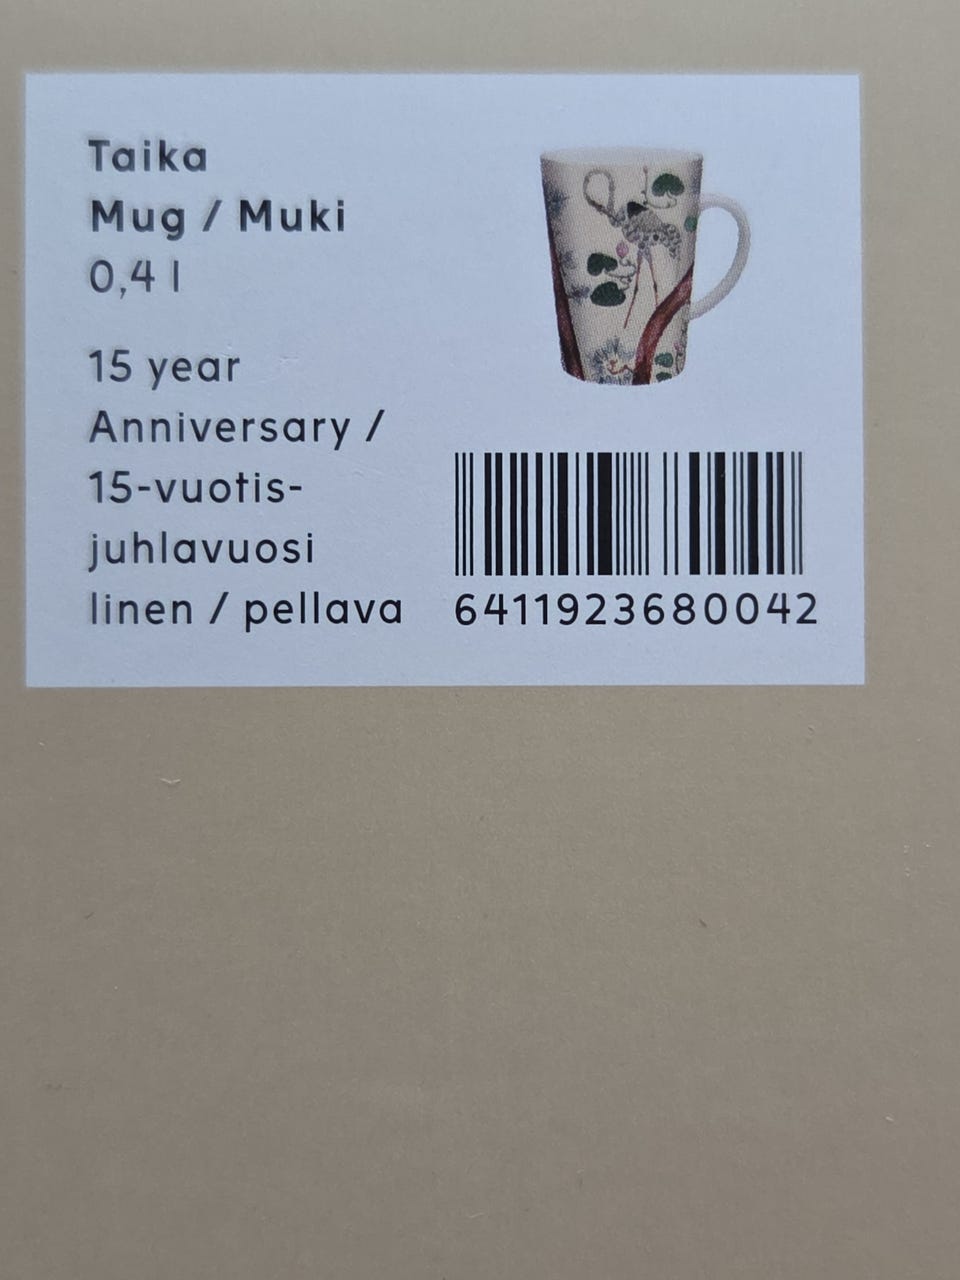 Taika
Mug / Muki
0,4 l
15 year
Anniversary /
15-vuotis-
juhlavuosi
linen / pellava
6411923680042